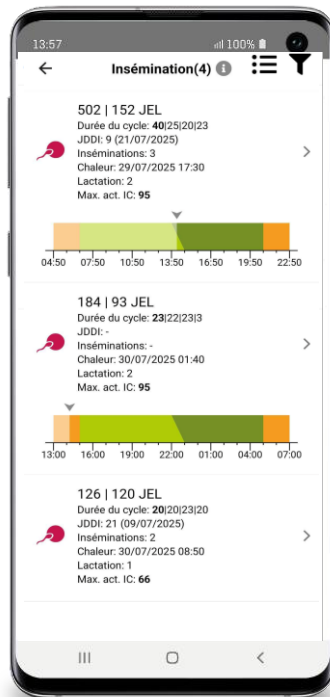 13:57
100%
Insémination(4)
502 | 152 JEL
Durée du cycle: 40|25|20|23
JDDI: 9 (21/07/2025)
Inséminations: 3
Chaleur: 29/07/2025 17:30
Lactation: 2
Max. act. IC: 95
04:50 07:50 10:50 13:50 16:50 19:50 22:50
184 | 93 JEL
Durée du cycle: 23|22|23|3
JDDI: -
Inséminations: -
Chaleur: 30/07/2025 01:40
Lactation: 2
Max. act. IC: 95
13:00 16:00 19:00 22:00 01:00 04:00 07:00
126 | 120 JEL
Durée du cycle: 20|20|23|20
JDDI: 21 (09/07/2025)
Inséminations: 2
Chaleur: 30/07/2025 08:50
Lactation: 1
Max. act. IC: 66